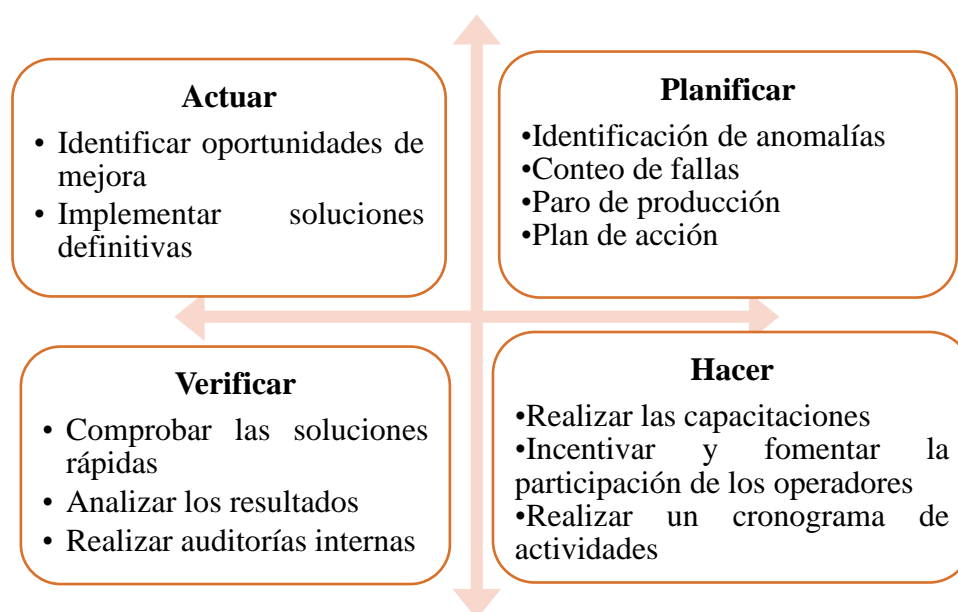 Actuar
• Identificar oportunidades de
mejora
• Implementar soluciones
definitivas
Planificar
•Identificación de anomalías
•Conteo de fallas
•Paro de producción
•Plan de acción
Verificar
• Comprobar las soluciones
rápidas
• Analizar los resultados
• Realizar auditorías internas
Hacer
•Realizar las capacitaciones
•Incentivar y fomentar la
participación de los operadores
•Realizar un cronograma de
actividades